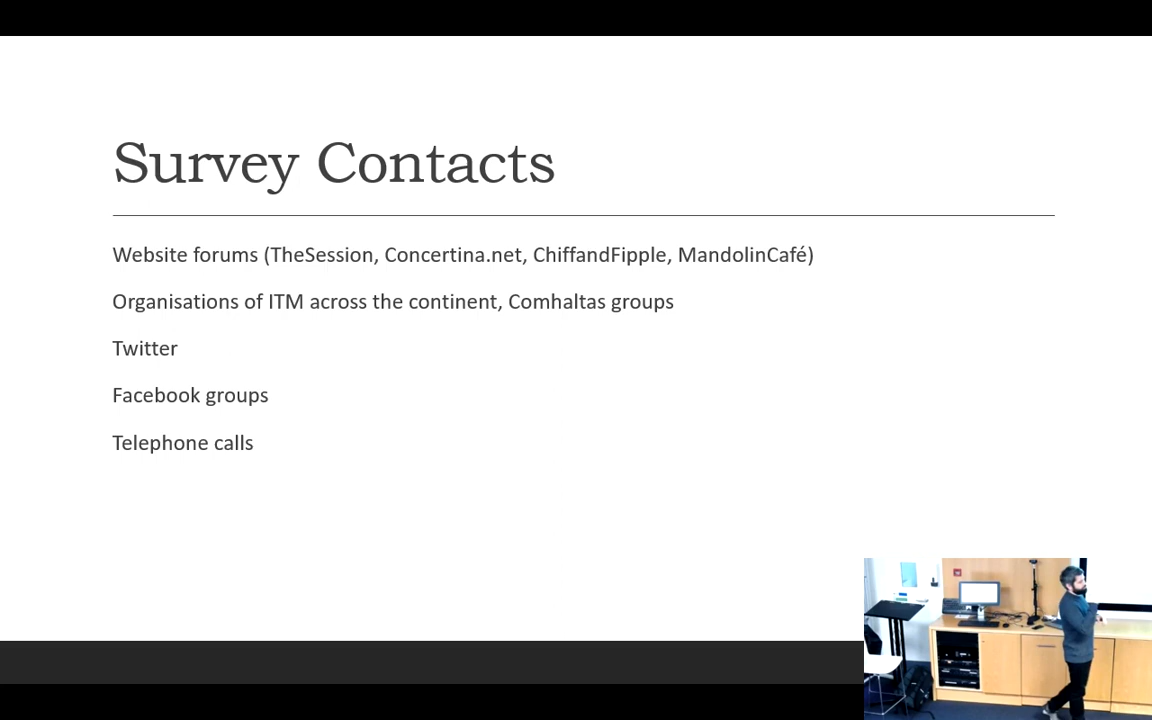 Survey Contacts
Website forums (TheSession, Concertina.net, ChiffandFipple, MandolinCafé)
Organisations of ITM across the continent, Comhaltas groups
Twitter
Facebook groups
Telephone calls